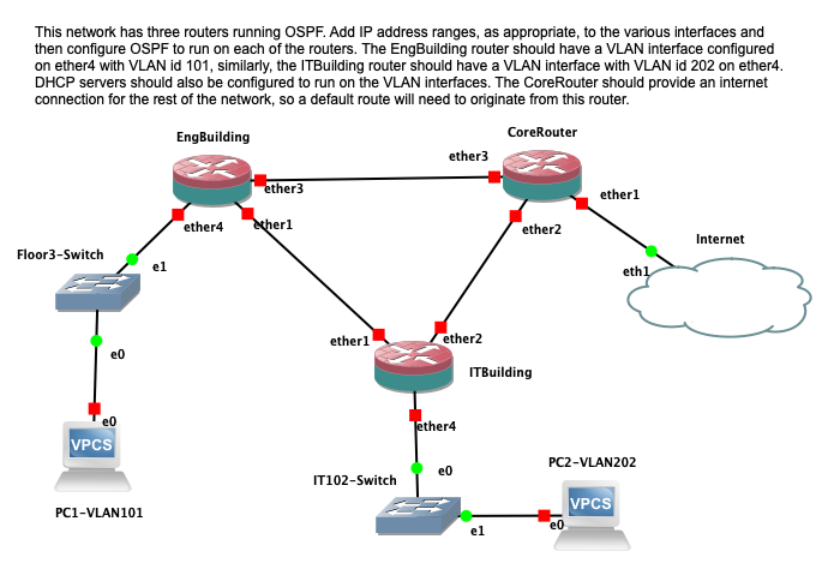 This network has three routers running OSPF. Add IP address ranges, as appropriate, to the various interfaces and
then configure OSPF to run on each of the routers. The EngBuilding router should have a VLAN interface configured
on ether4 with VLAN id 101, similarly, the ITBuilding router should have a VLAN interface with VLAN id 202 on ether4.
DHCP servers should also be configured to run on the VLAN interfaces. The CoreRouter should provide an internet
connection for the rest of the network, so a default route will need to originate from this router.
EngBuilding
CoreRouter
ether3
ether3
ether1
ether4
ether1
ether2
Internet
Floor3-Switch
e1
eth1
ether1
ether2
e0
ITBuilding
e0
ether4
VPCS
PC2-VLAN202
e0
IT102-Switch
VPCS
PC1-VLAN101
e0
e1